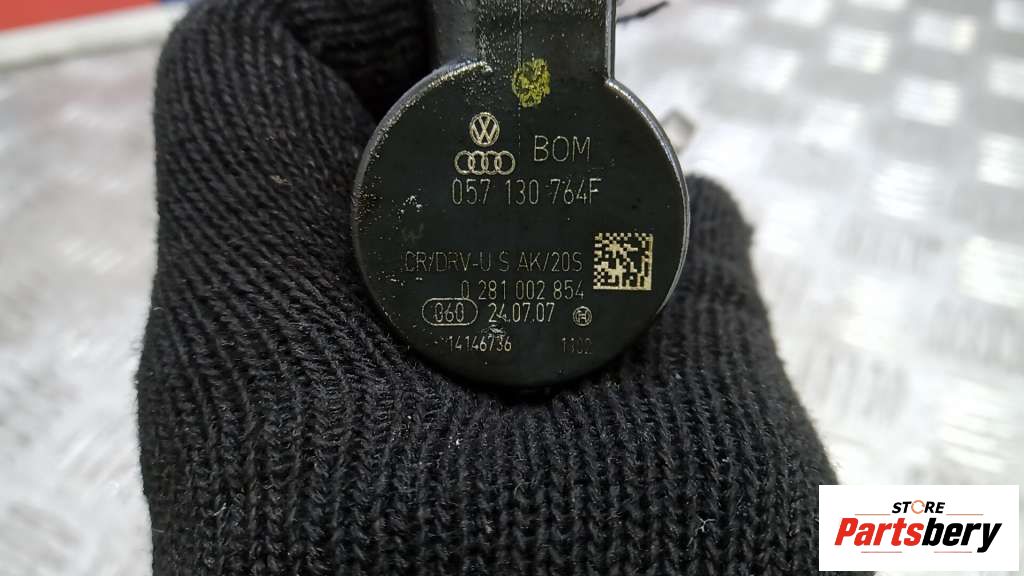 BOM
057 130 764F
CR/DRV-U S AK/20S
0 281 002 854
060 24.07.07
14146736 1102
STORE
Partsbery